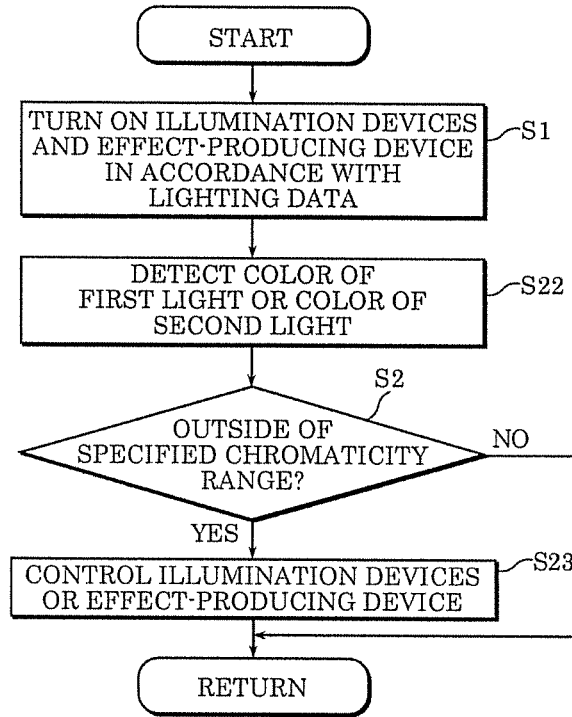 START
TURN ON ILLUMINATION DEVICES
AND EFFECT-PRODUCING DEVICE
IN ACCORDANCE WITH
LIGHTING DATA
S1
DETECT COLOR OF
FIRST LIGHT OR COLOR OF
SECOND LIGHT
S22
S2
OUTSIDE OF
SPECIFIED CHROMATICITY
RANGE?
NO
YES
CONTROL ILLUMINATION DEVICES
OR EFFECT-PRODUCING DEVICE
S23
RETURN